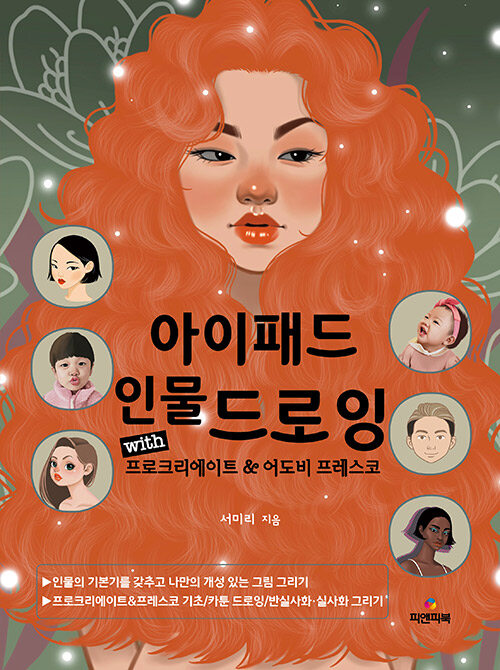 아이패드
인물드로잉
with
프로크리에이트 & 어도비 프레스코
서미리 지음
▶인물의 기본기를 갖추고 나만의 개성 있는 그림 그리기
▶프로크리에이트&프레스코 기초/카툰 드로잉/반실사화·실사화 그리기
피앤피북